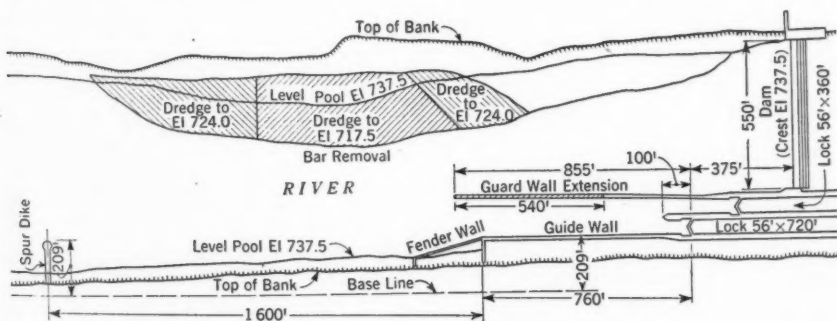 Top of Bank
Level Pool El 737.5
Dredge to
El 724.0
Dredge to
El 717.5
Dredge to
El 724.0
Bar Removal
RIVER
550'
Dam
(Crest El 737.5)
Lock 56'×360'
855'
100'
375'
Guard Wall Extension
540'
Spur Dike
209'
Level Pool El 737.5
Fender Wall
Guide Wall
Lock 56'×720'
Top of Bank
Base Line
209'
760'
1 600'